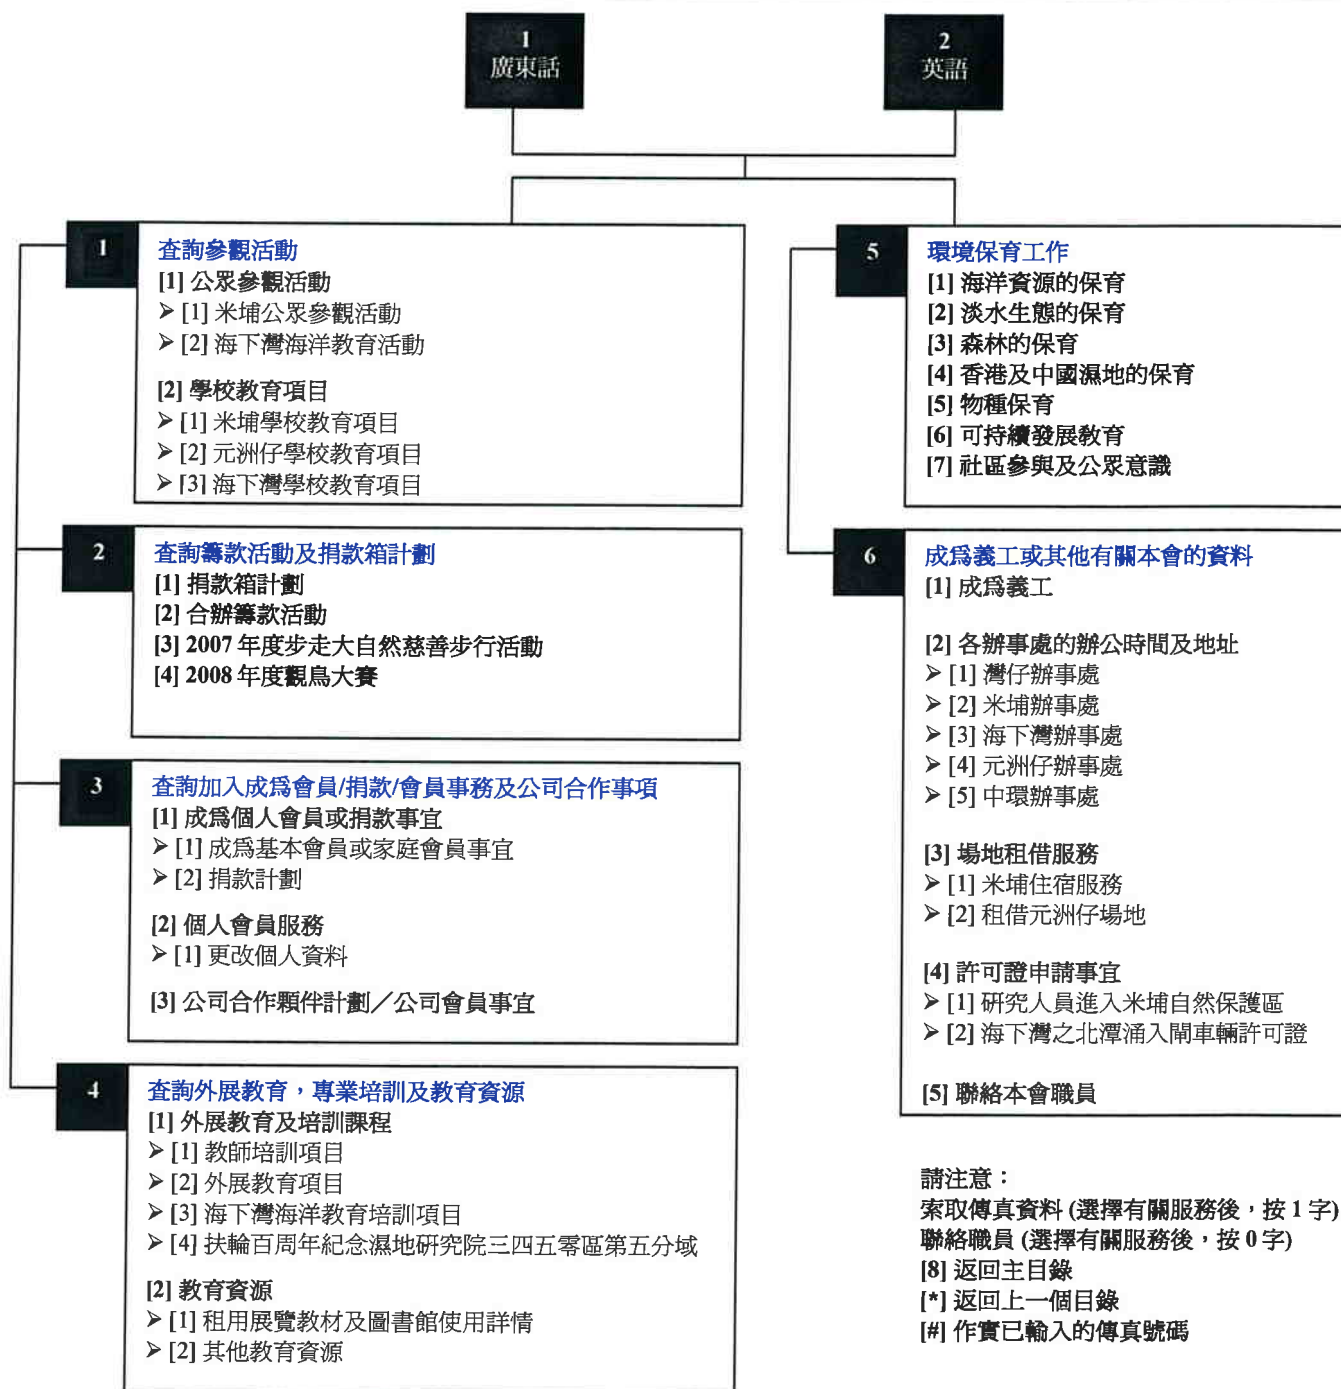 1
廣東話
2
英語
1
查詢參觀活動
[1] 公眾參觀活動
➢ [1] 米埔公眾參觀活動
➢ [2] 海下灣海洋教育活動
[2] 學校教育項目
➢ [1] 米埔學校教育項目
➢ [2] 元洲仔學校教育項目
➢ [3] 海下灣學校教育項目
2
查詢籌款活動及捐款箱計劃
[1] 捐款箱計劃
[2] 合辦籌款活動
[3] 2007 年度步走大自然慈善步行活動
[4] 2008 年度觀鳥大賽
3
查詢加入成爲會員/捐款/會員事務及公司合作事項
[1] 成爲個人會員或捐款事宜
➢ [1] 成爲基本會員或家庭會員事宜
➢ [2] 捐款計劃
[2] 個人會員服務
➢ [1] 更改個人資料
[3] 公司合作夥伴計劃／公司會員事宜
4
查詢外展教育，專業培訓及教育資源
[1] 外展教育及培訓課程
➢ [1] 教師培訓項目
➢ [2] 外展教育項目
➢ [3] 海下灣海洋教育培訓項目
➢ [4] 扶輪百周年紀念濕地研究院三四五零區第五分域
[2] 教育資源
➢ [1] 租用展覽教材及圖書館使用詳情
➢ [2] 其他教育資源
5
環境保育工作
[1] 海洋資源的保育
[2] 淡水生態的保育
[3] 森林的保育
[4] 香港及中國濕地的保育
[5] 物種保育
[6] 可持續發展教育
[7] 社區參與及公眾意識
6
成爲義工或其他有關本會的資料
[1] 成爲義工
[2] 各辦事處的辦公時間及地址
➢ [1] 灣仔辦事處
➢ [2] 米埔辦事處
➢ [3] 海下灣辦事處
➢ [4] 元洲仔辦事處
➢ [5] 中環辦事處
[3] 場地租借服務
➢ [1] 米埔住宿服務
➢ [2] 租借元洲仔場地
[4] 許可證申請事宜
➢ [1] 研究人員進入米埔自然保護區
➢ [2] 海下灣之北潭涌入閘車輛許可證
[5] 聯絡本會職員
請注意：
索取傳真資料 (選擇有關服務後，按 1 字)
聯絡職員 (選擇有關服務後，按 0 字)
[8] 返回主目錄
[*] 返回上一個目錄
[#] 作實已輸入的傳真號碼